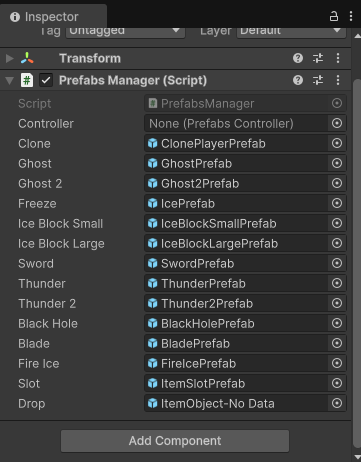 Inspector
Tag Untagged Layer Default
Transform
# Prefabs Manager (Script)
Script # PrefabsManager
Controller None (Prefabs Controller)
Clone ClonePlayerPrefab
Ghost GhostPrefab
Ghost 2 Ghost2Prefab
Freeze IcePrefab
Ice Block Small IceBlockSmallPrefab
Ice Block Large IceBlockLargePrefab
Sword SwordPrefab
Thunder ThunderPrefab
Thunder 2 Thunder2Prefab
Black Hole BlackHolePrefab
Blade BladePrefab
Fire Ice FireIcePrefab
Slot ItemSlotPrefab
Drop ItemObject-No Data
Add Component